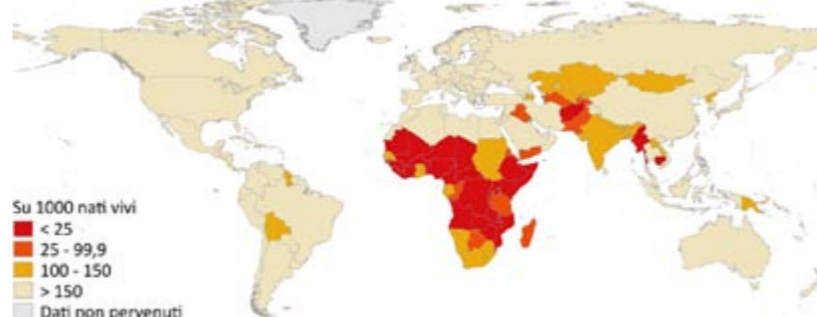 Su 1000 nati vivi
< 25
25 - 99,9
100 - 150
> 150
Dati non pervenuti